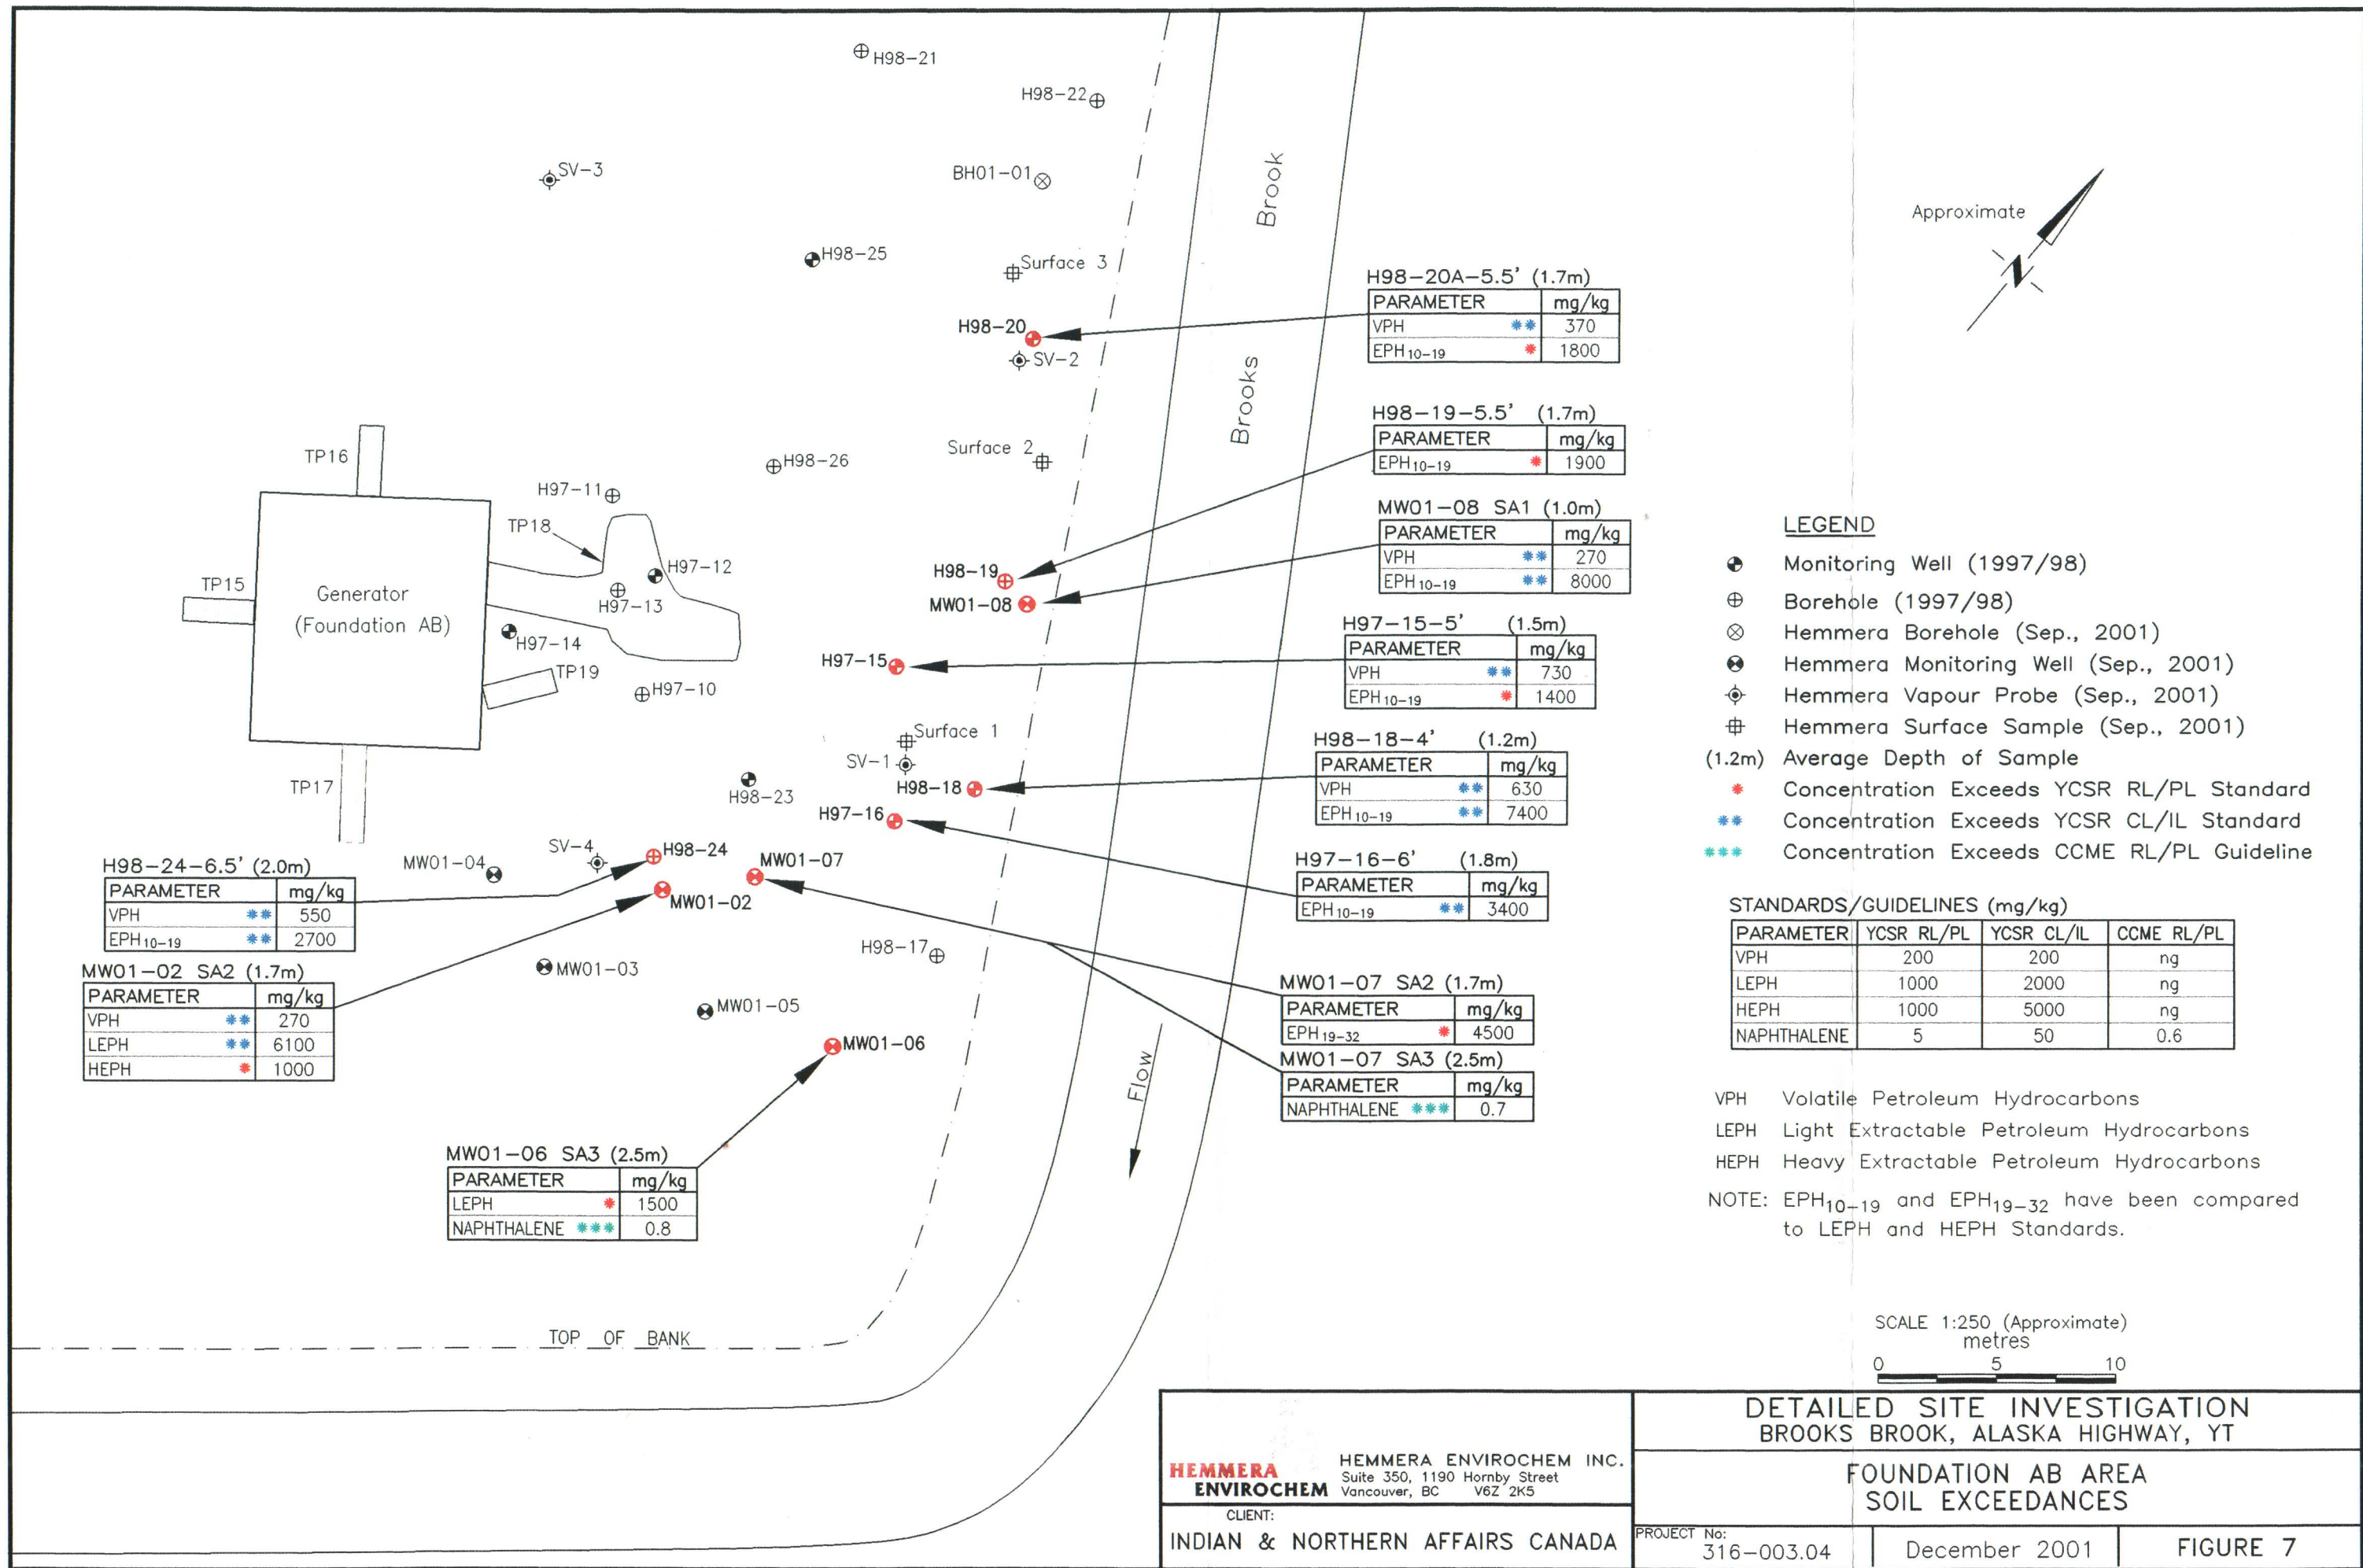 H98-21
H98-22
SV-3
BH01-01
Brook
H98-25
Surface 3
Approximate
N
H98-20
SV-2
H98-20A-5.5' (1.7m)
PARAMETER mg/kg
VPH ** 370
EPH10-19 * 1800
Brooks
TP16
H98-26
Surface 2
H98-19-5.5' (1.7m)
PARAMETER mg/kg
EPH10-19 * 1900
H97-11
TP18
H97-12
H97-13
TP15
Generator
(Foundation AB)
H97-14
TP19
H97-10
H98-19
MW01-08
MW01-08 SA1 (1.0m)
PARAMETER mg/kg
VPH ** 270
EPH10-19 ** 8000
H97-15
H97-15-5' (1.5m)
PARAMETER mg/kg
VPH ** 730
EPH10-19 * 1400
Surface 1
SV-1
H98-18
H98-18-4' (1.2m)
PARAMETER mg/kg
VPH ** 630
EPH10-19 ** 7400
TP17
H98-23
H97-16
H97-16-6' (1.8m)
PARAMETER mg/kg
EPH10-19 ** 3400
MW01-04
SV-4
H98-24
MW01-07
MW01-02
H98-24-6.5' (2.0m)
PARAMETER mg/kg
VPH ** 550
EPH10-19 ** 2700
MW01-02 SA2 (1.7m)
PARAMETER mg/kg
VPH ** 270
LEPH ** 6100
HEPH * 1000
H98-17
MW01-03
MW01-05
MW01-06
MW01-07 SA2 (1.7m)
PARAMETER mg/kg
EPH19-32 * 4500
MW01-07 SA3 (2.5m)
PARAMETER mg/kg
NAPHTHALENE *** 0.7
Flow
MW01-06 SA3 (2.5m)
PARAMETER mg/kg
LEPH * 1500
NAPHTHALENE *** 0.8
TOP OF BANK
LEGEND
Monitoring Well (1997/98)
Borehole (1997/98)
Hemmera Borehole (Sep., 2001)
Hemmera Monitoring Well (Sep., 2001)
Hemmera Vapour Probe (Sep., 2001)
Hemmera Surface Sample (Sep., 2001)
(1.2m) Average Depth of Sample
* Concentration Exceeds YCSR RL/PL Standard
** Concentration Exceeds YCSR CL/IL Standard
*** Concentration Exceeds CCME RL/PL Guideline
STANDARDS/GUIDELINES (mg/kg)
PARAMETER YCSR RL/PL YCSR CL/IL CCME RL/PL
VPH 200 200 ng
LEPH 1000 2000 ng
HEPH 1000 5000 ng
NAPHTHALENE 5 50 0.6
VPH Volatile Petroleum Hydrocarbons
LEPH Light Extractable Petroleum Hydrocarbons
HEPH Heavy Extractable Petroleum Hydrocarbons
NOTE: EPH10-19 and EPH19-32 have been compared
to LEPH and HEPH Standards.
SCALE 1:250 (Approximate)
metres
0 5 10
HEMMERA
ENVIROCHEM
HEMMERA ENVIROCHEM INC.
Suite 350, 1190 Hornby Street
Vancouver, BC V6Z 2K5
CLIENT:
INDIAN & NORTHERN AFFAIRS CANADA
DETAILED SITE INVESTIGATION
BROOKS BROOK, ALASKA HIGHWAY, YT
FOUNDATION AB AREA
SOIL EXCEEDANCES
PROJECT No:
316-003.04
December 2001
FIGURE 7